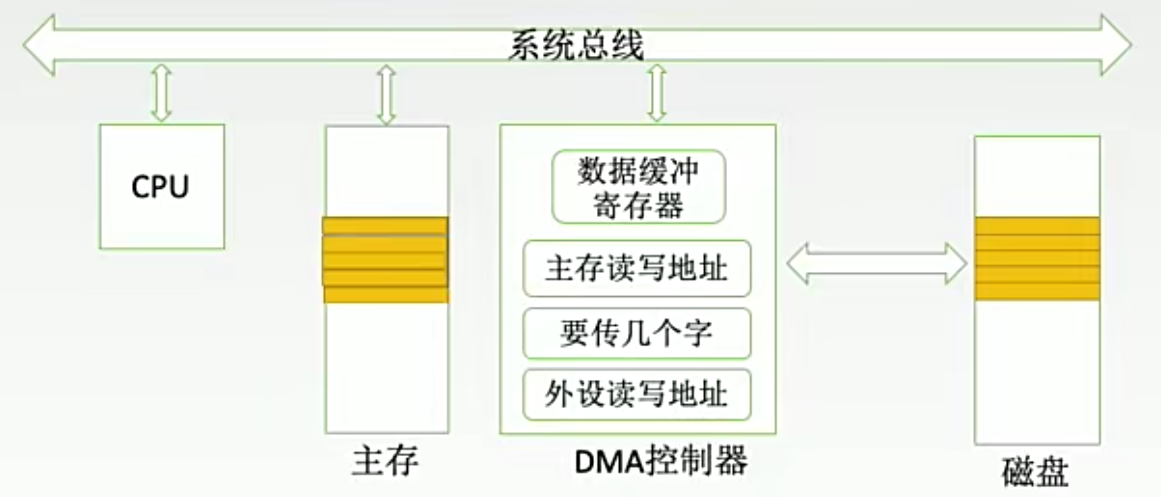 系统总线
CPU
数据缓冲
寄存器
主存读写地址
要传几个字
外设读写地址
主存
DMA控制器
磁盘